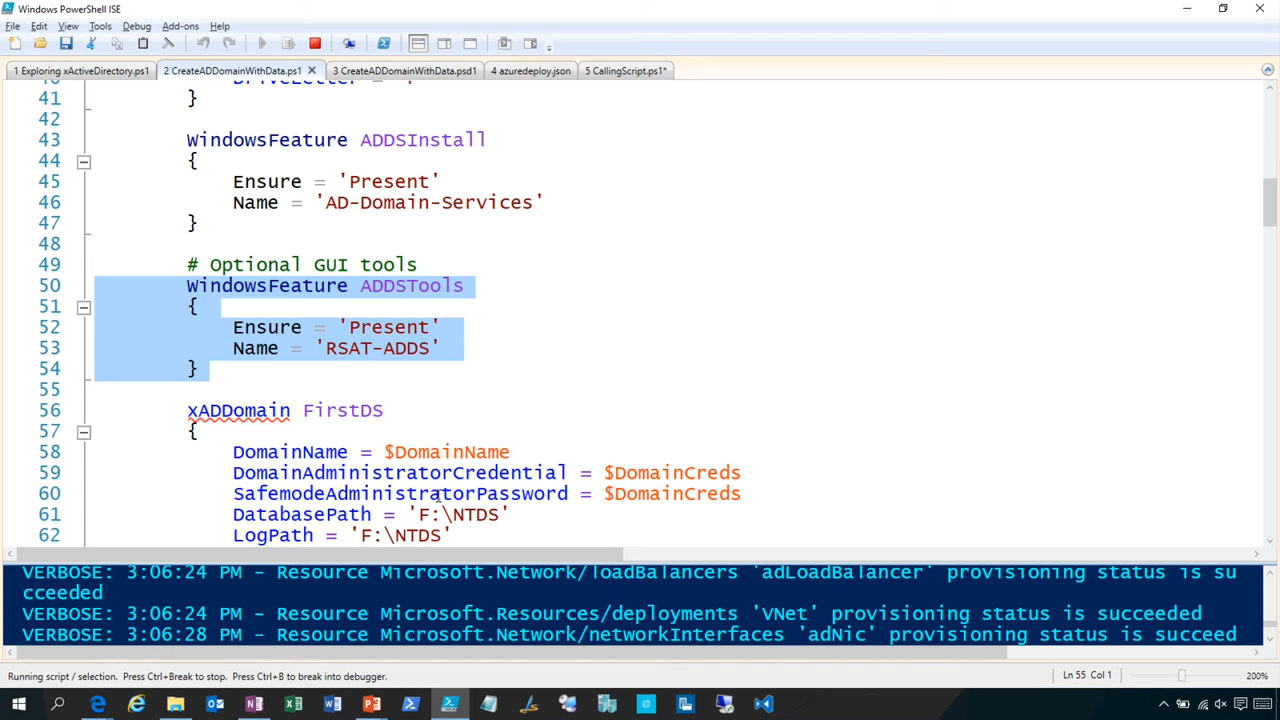 Windows PowerShell ISE
File Edit View Tools Debug Add-ons Help
1 Exploring xActiveDirectory.ps1 2 CreateADDomainWithData.ps1 3 CreateADDomainWithData.psd1 4 azuredeploy.json 5 CallingScript.ps1*
41 }
42
43 WindowsFeature ADDSInstall
44 {
45 Ensure = 'Present'
46 Name = 'AD-Domain-Services'
47 }
48
49 # Optional GUI tools
50 WindowsFeature ADDSTools
51 {
52 Ensure = 'Present'
53 Name = 'RSAT-ADDS'
54 }
55
56 xADDomain FirstDS
57 {
58 DomainName = $DomainName
59 DomainAdministratorCredential = $DomainCreds
60 SafemodeAdministratorPassword = $DomainCreds
61 DatabasePath = 'F:\NTDS'
62 LogPath = 'F:\NTDS'
VERBOSE: 3:06:24 PM - Resource Microsoft.Network/loadBalancers 'adLoadBalancer' provisioning status is su
cceeded
VERBOSE: 3:06:24 PM - Resource Microsoft.Resources/deployments 'VNet' provisioning status is succeeded
VERBOSE: 3:06:28 PM - Resource Microsoft.Network/networkInterfaces 'adNic' provisioning status is succeed
Running script / selection. Press Ctrl+Break to stop. Press Ctrl+B to break into debugger. Ln 55 Col 1 200%